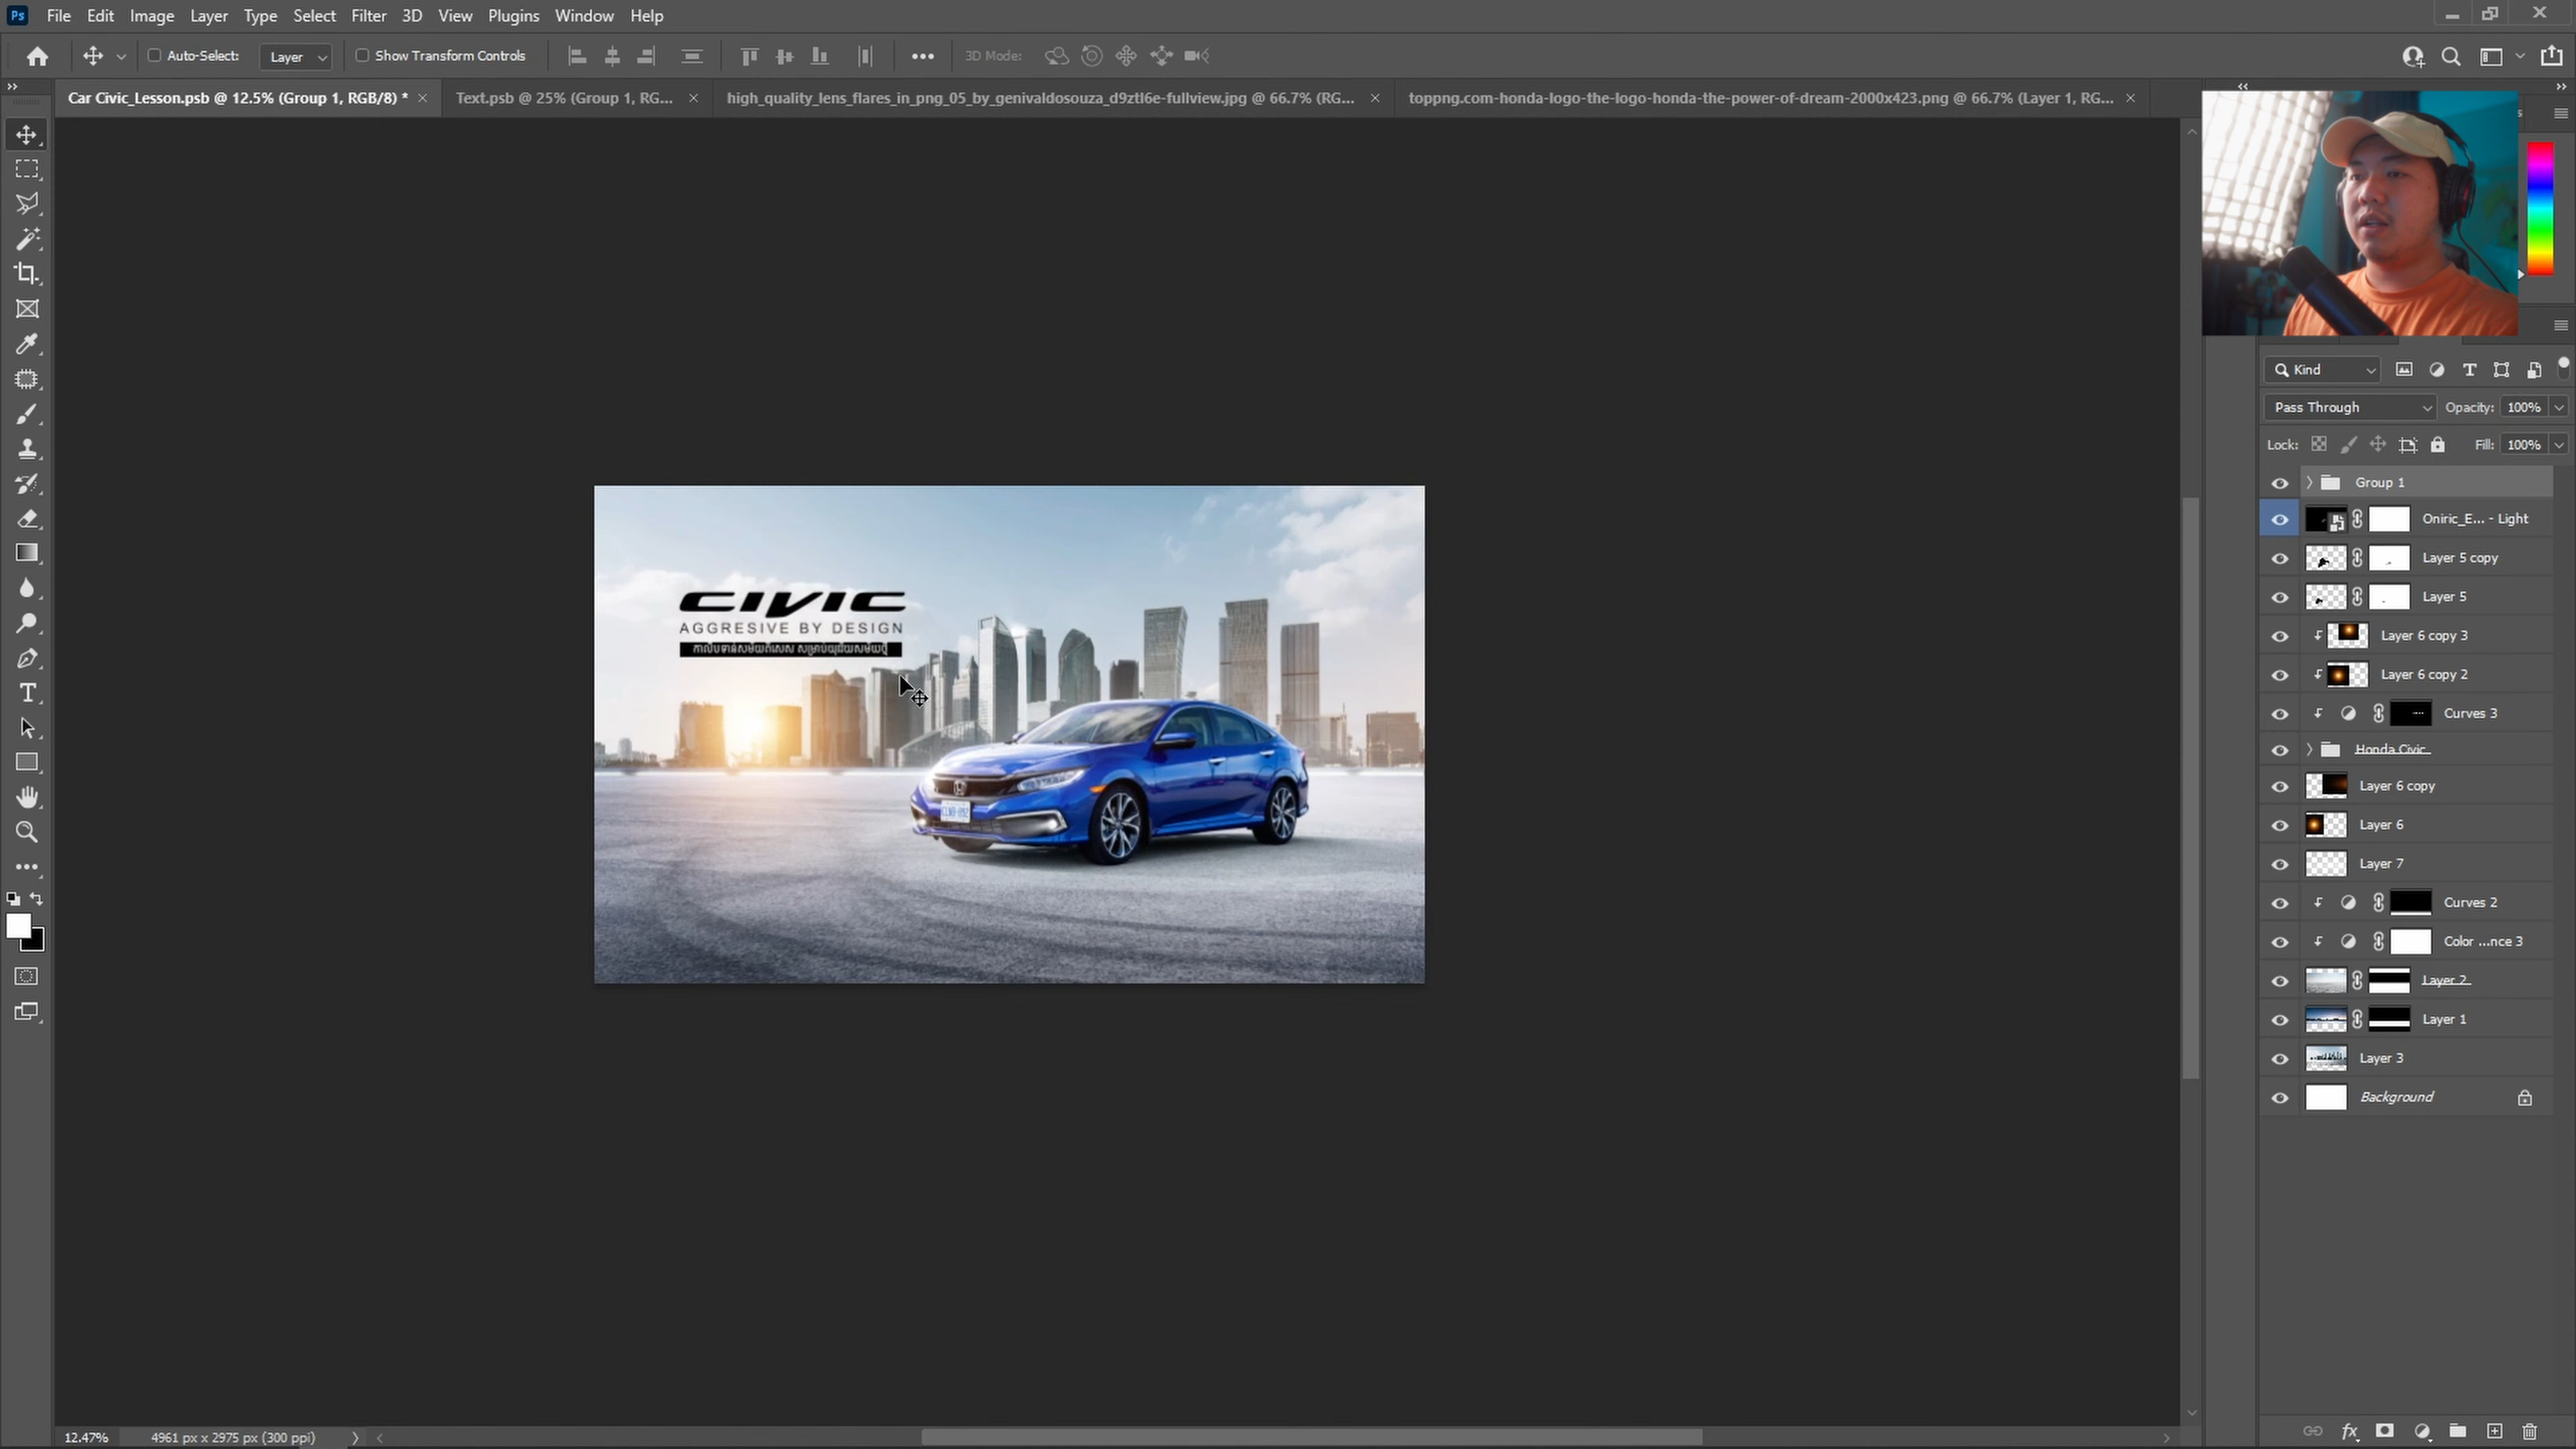 Ps File Edit Image Layer Type Select Filter 3D View Plugins Window Help
Auto-Select: Layer Show Transform Controls 3D Mode:
Car Civic_Lesson.psb @ 12.5% (Group 1, RGB/8) * Text.psb @ 25% (Group 1, RG... high_quality_lens_flares_in_png_05_by_genivaldosouza_d9ztl6e-fullview.jpg @ 66.7% (RG... toppng.com-honda-logo-the-logo-honda-the-power-of-dream-2000x423.png @ 66.7% (Layer 1, RG...
Kind
Pass Through Opacity: 100%
Lock: Fill: 100%
Group 1
Oniric_E... - Light
Layer 5 copy
Layer 5
Layer 6 copy 3
Layer 6 copy 2
Curves 3
Honda Civic
Layer 6 copy
Layer 6
Layer 7
Curves 2
Color ...nce 3
Layer 2
Layer 1
Layer 3
Background
CIVIC
AGGRESIVE BY DESIGN
12.47% 4961 px x 2975 px (300 ppi)